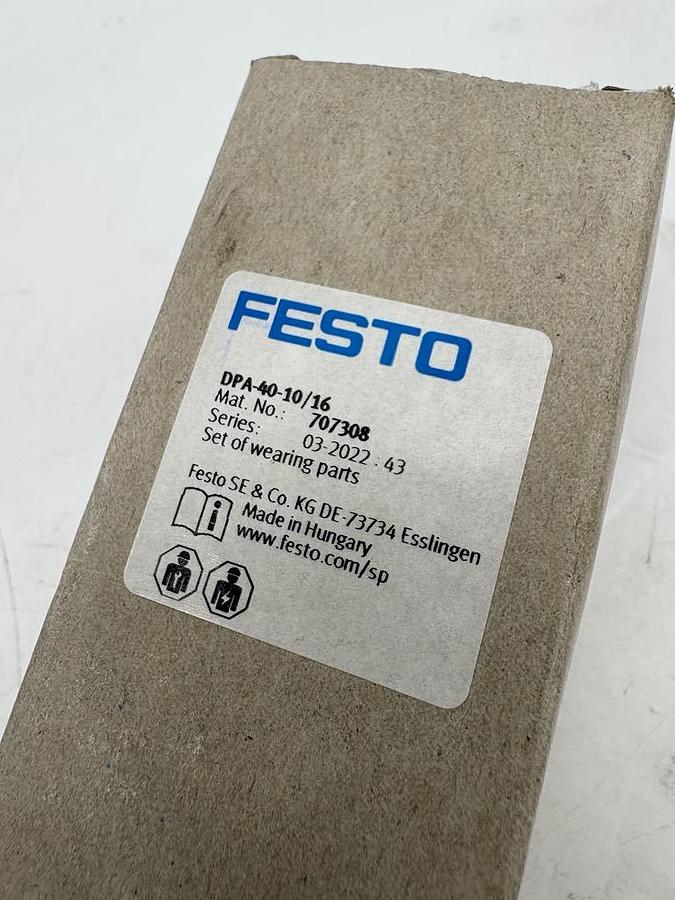 FESTO
DPA-40-10/16
Mat. No.: 707308
Series: 03-2022 : 43
Set of wearing parts
Festo SE & Co. KG DE-73734 Esslingen
Made in Hungary
www.festo.com/sp